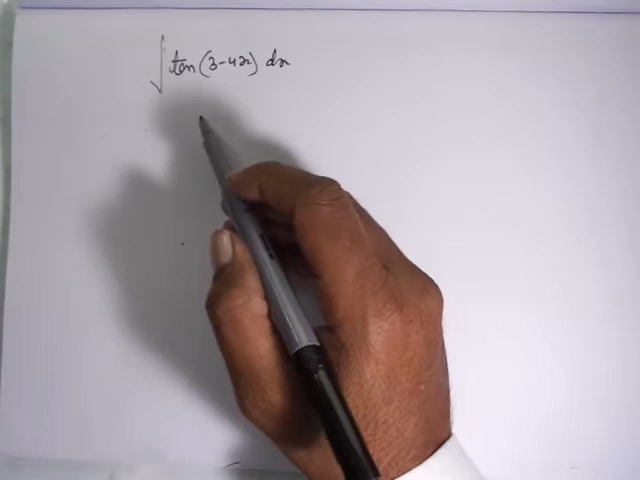 ∫ tan(3-4x) dx